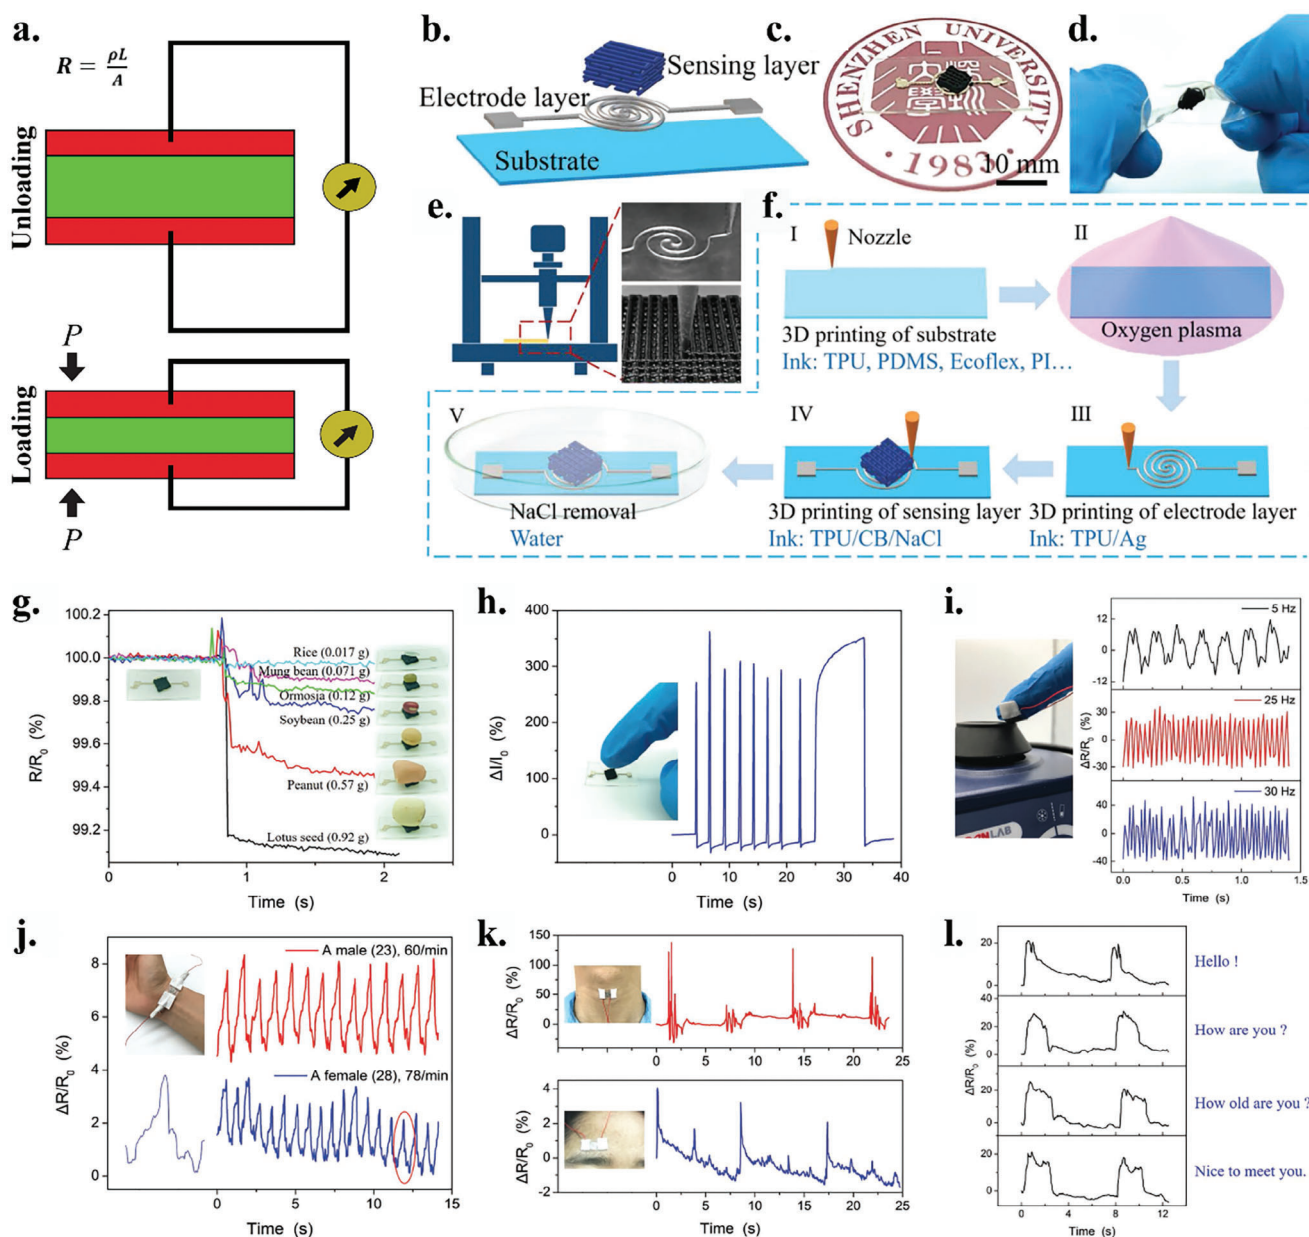 a.
R = ρL/A
Unloading
Loading
P
P
b.
Sensing layer
Electrode layer
Substrate
c.
SHENZHEN UNIVERSITY
· 1983 ·
10 mm
d.
e.
f.
I
Nozzle
3D printing of substrate
Ink: TPU, PDMS, Ecoflex, PI…
II
Oxygen plasma
III
3D printing of electrode layer
Ink: TPU/Ag
IV
3D printing of sensing layer
Ink: TPU/CB/NaCl
V
NaCl removal
Water
g.
R/R0 (%)
100.2
100.0
99.8
99.6
99.4
99.2
Rice (0.017 g)
Mung bean (0.071 g)
Ormosia (0.12 g)
Soybean (0.25 g)
Peanut (0.57 g)
Lotus seed (0.92 g)
0 1 2
Time (s)
h.
ΔI/I0 (%)
400
350
300
250
200
150
100
50
0
-50
0 10 20 30 40
Time (s)
i.
ΔR/R0 (%)
5 Hz
12
0
-12
25 Hz
30
0
-30
30 Hz
40
0
-40
0.0 0.5 1.0 1.5
Time (s)
j.
ΔR/R0 (%)
8
6
4
2
0
A male (23), 60/min
A female (28), 78/min
0 5 10 15
Time (s)
k.
ΔR/R0 (%)
150
125
100
75
50
25
0
-25
0 5 10 15 20 25
ΔR/R0 (%)
4
2
0
-2
0 5 10 15 20 25
Time (s)
l.
ΔR/R0 (%)
20
0
Hello !
40
20
0
How are you ?
20
0
How old are you ?
20
0
Nice to meet you.
0 4 8 12
Time (s)